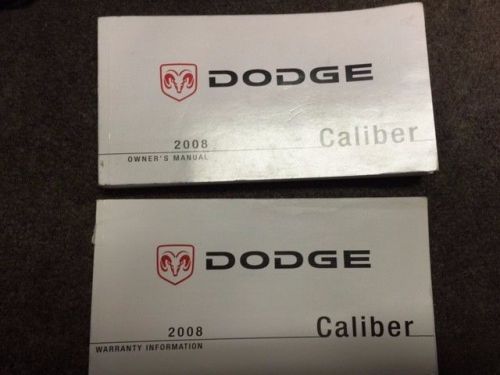 DODGE
2008 Caliber
OWNER'S MANUAL
DODGE
2008 Caliber
WARRANTY INFORMATION